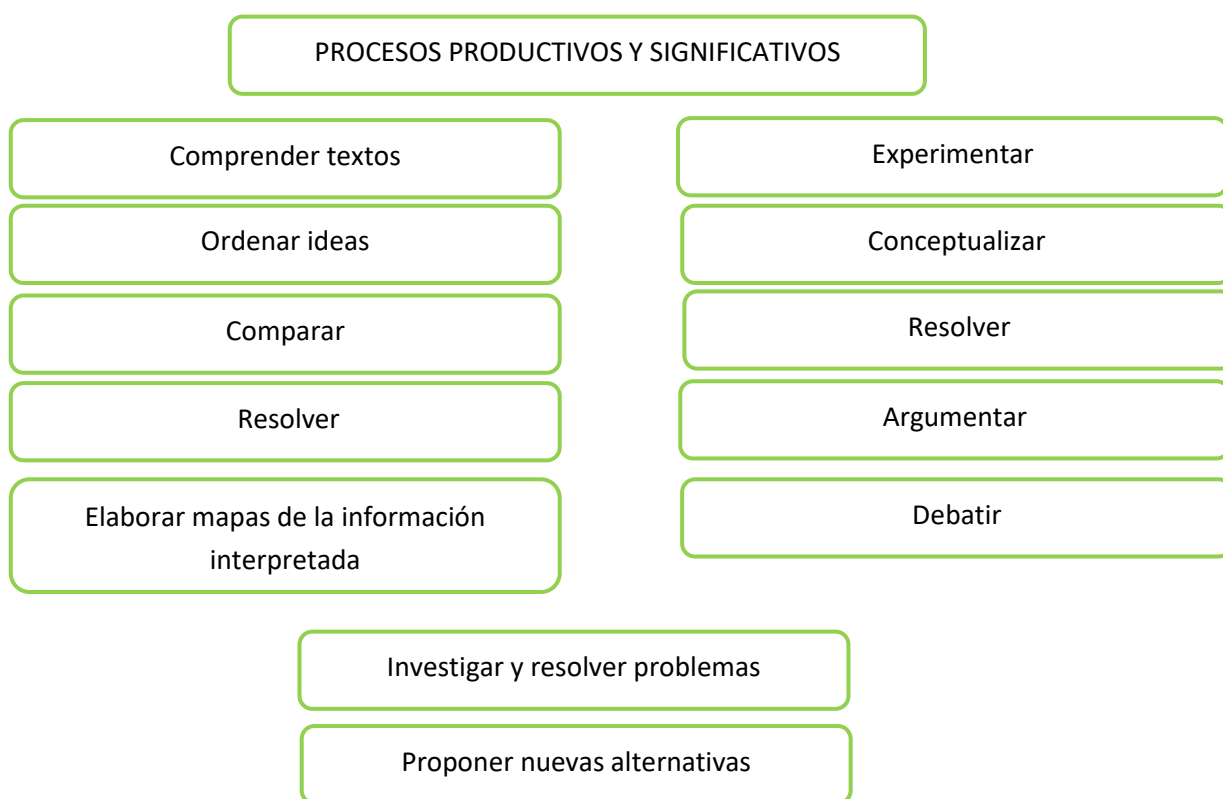 PROCESOS PRODUCTIVOS Y SIGNIFICATIVOS
Comprender textos
Ordenar ideas
Comparar
Resolver
Elaborar mapas de la información
interpretada
Experimentar
Conceptualizar
Resolver
Argumentar
Debatir
Investigar y resolver problemas
Proponer nuevas alternativas